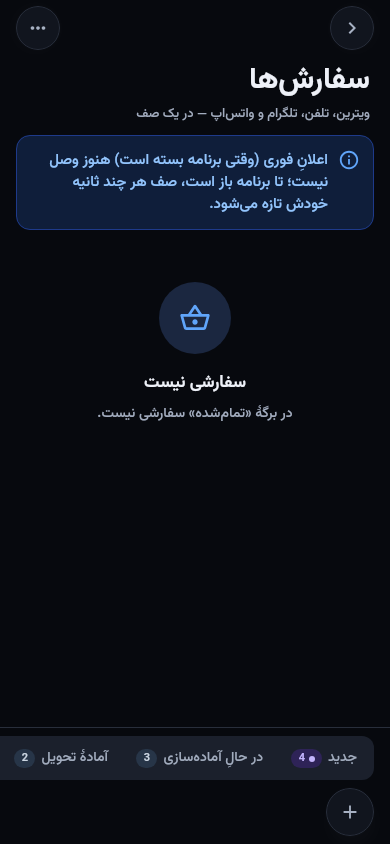 سفارش‌ها
ویترین، تلفن، تلگرام و واتس‌اپ — در یک صف
اعلانِ فوری (وقتی برنامه بسته است) هنوز وصل
نیست؛ تا برنامه باز است، صف هر چند ثانیه
خودش تازه می‌شود.
سفارشی نیست
در برگهٔ «تمام‌شده» سفارشی نیست.
جدید 4 در حالِ آماده‌سازی 3 آمادهٔ تحویل 2